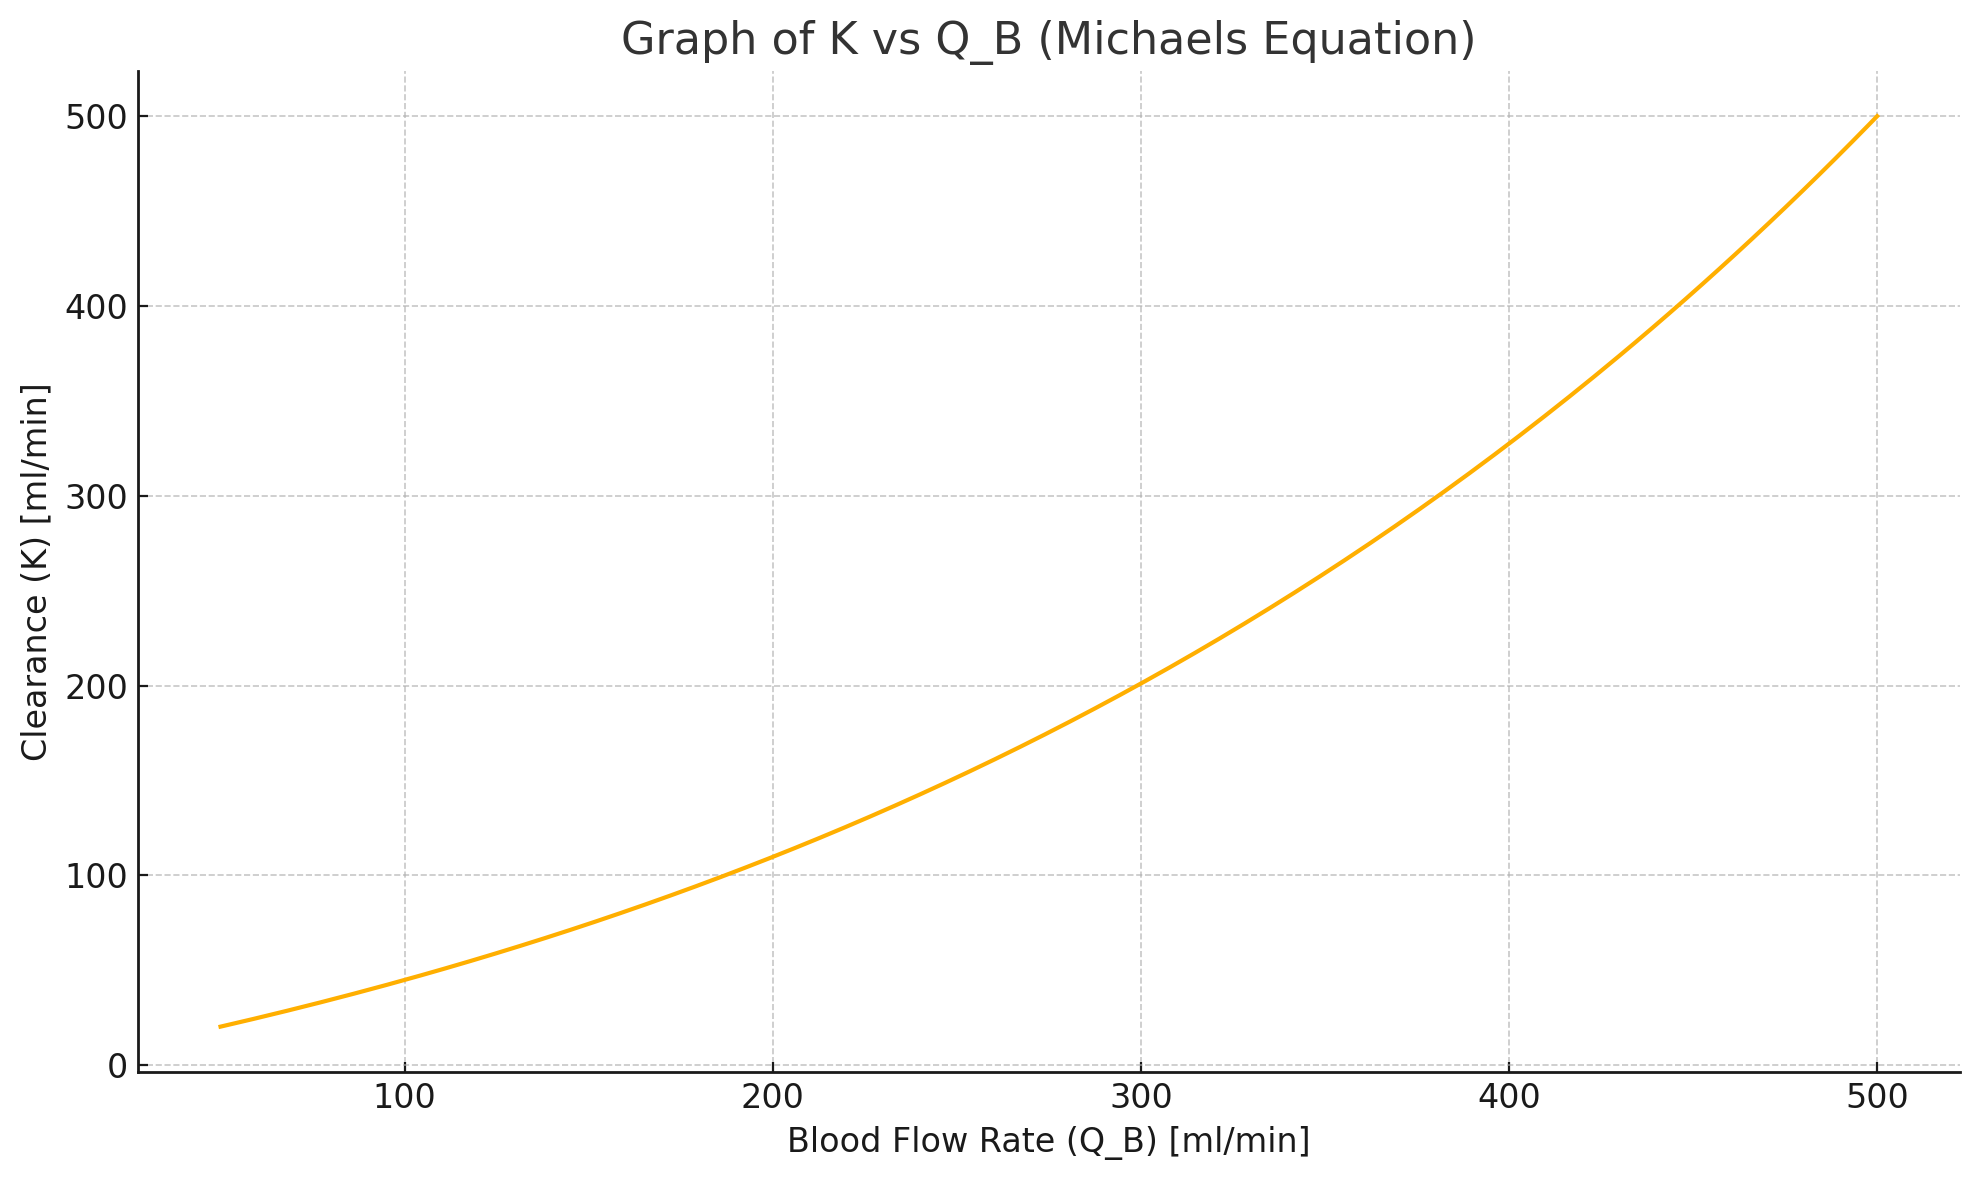 Graph of K vs Q_B (Michaels Equation)
Clearance (K) [ml/min]
500
400
300
200
100
0
100 200 300 400 500
Blood Flow Rate (Q_B) [ml/min]